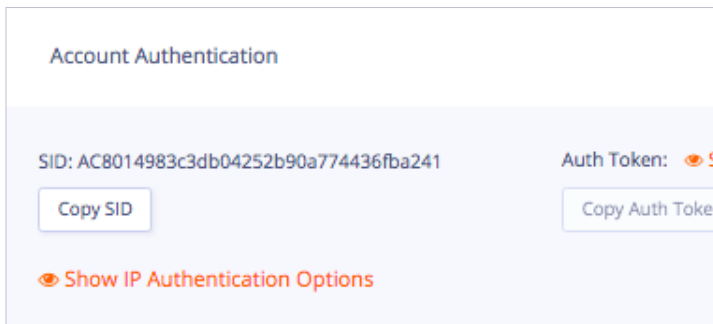 Account Authentication
SID: AC8014983c3db04252b90a774436fba241
Auth Token:
Copy SID
Copy Auth Toke
Show IP Authentication Options